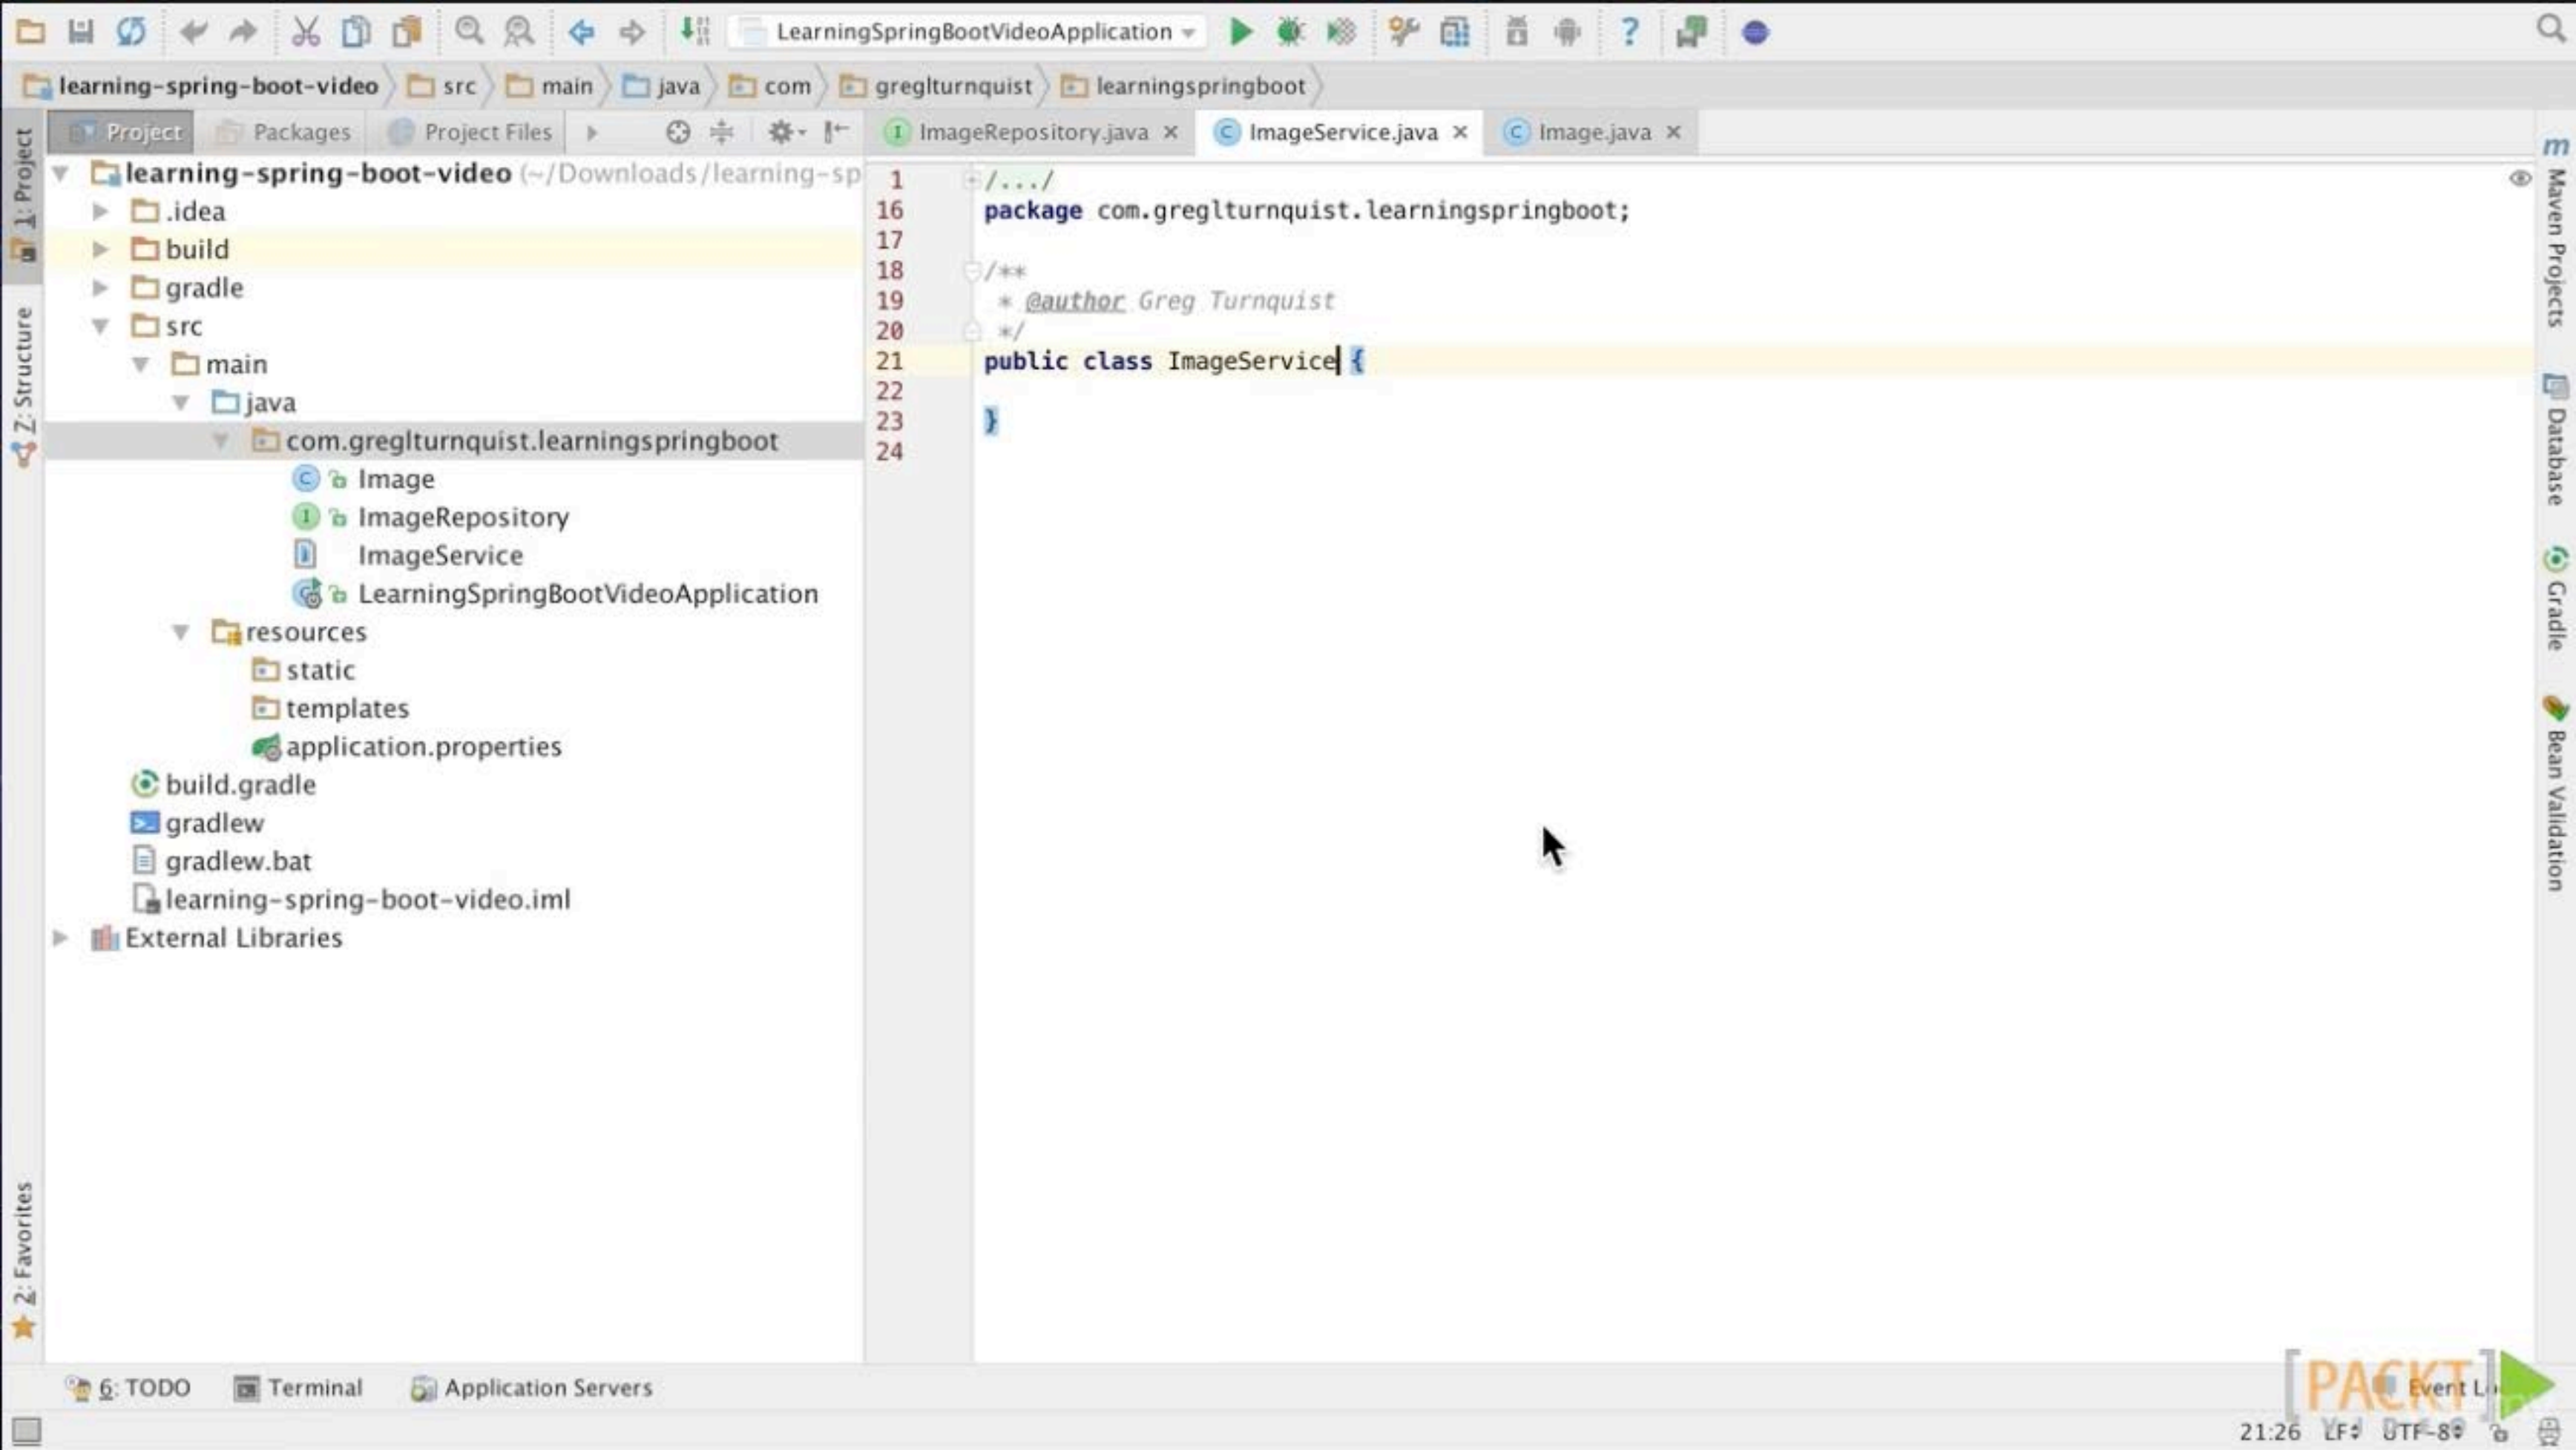 LearningSpringBootVideoApplication
learning-spring-boot-video src main java com greglturnquist learningspringboot
Project Packages Project Files
ImageRepository.java ImageService.java Image.java
1: Project
Z: Structure
2: Favorites
learning-spring-boot-video (~/Downloads/learning-sp
.idea
build
gradle
src
main
java
com.greglturnquist.learningspringboot
Image
ImageRepository
ImageService
LearningSpringBootVideoApplication
resources
static
templates
application.properties
build.gradle
gradlew
gradlew.bat
learning-spring-boot-video.iml
External Libraries
1 /.../
16 package com.greglturnquist.learningspringboot;
17
18 /**
19 * @author Greg Turnquist
20 */
21 public class ImageService {
22
23 }
24
Maven Projects
Database
Gradle
Bean Validation
6: TODO Terminal Application Servers
Event
[PACKT]
21:26 LF UTF-8